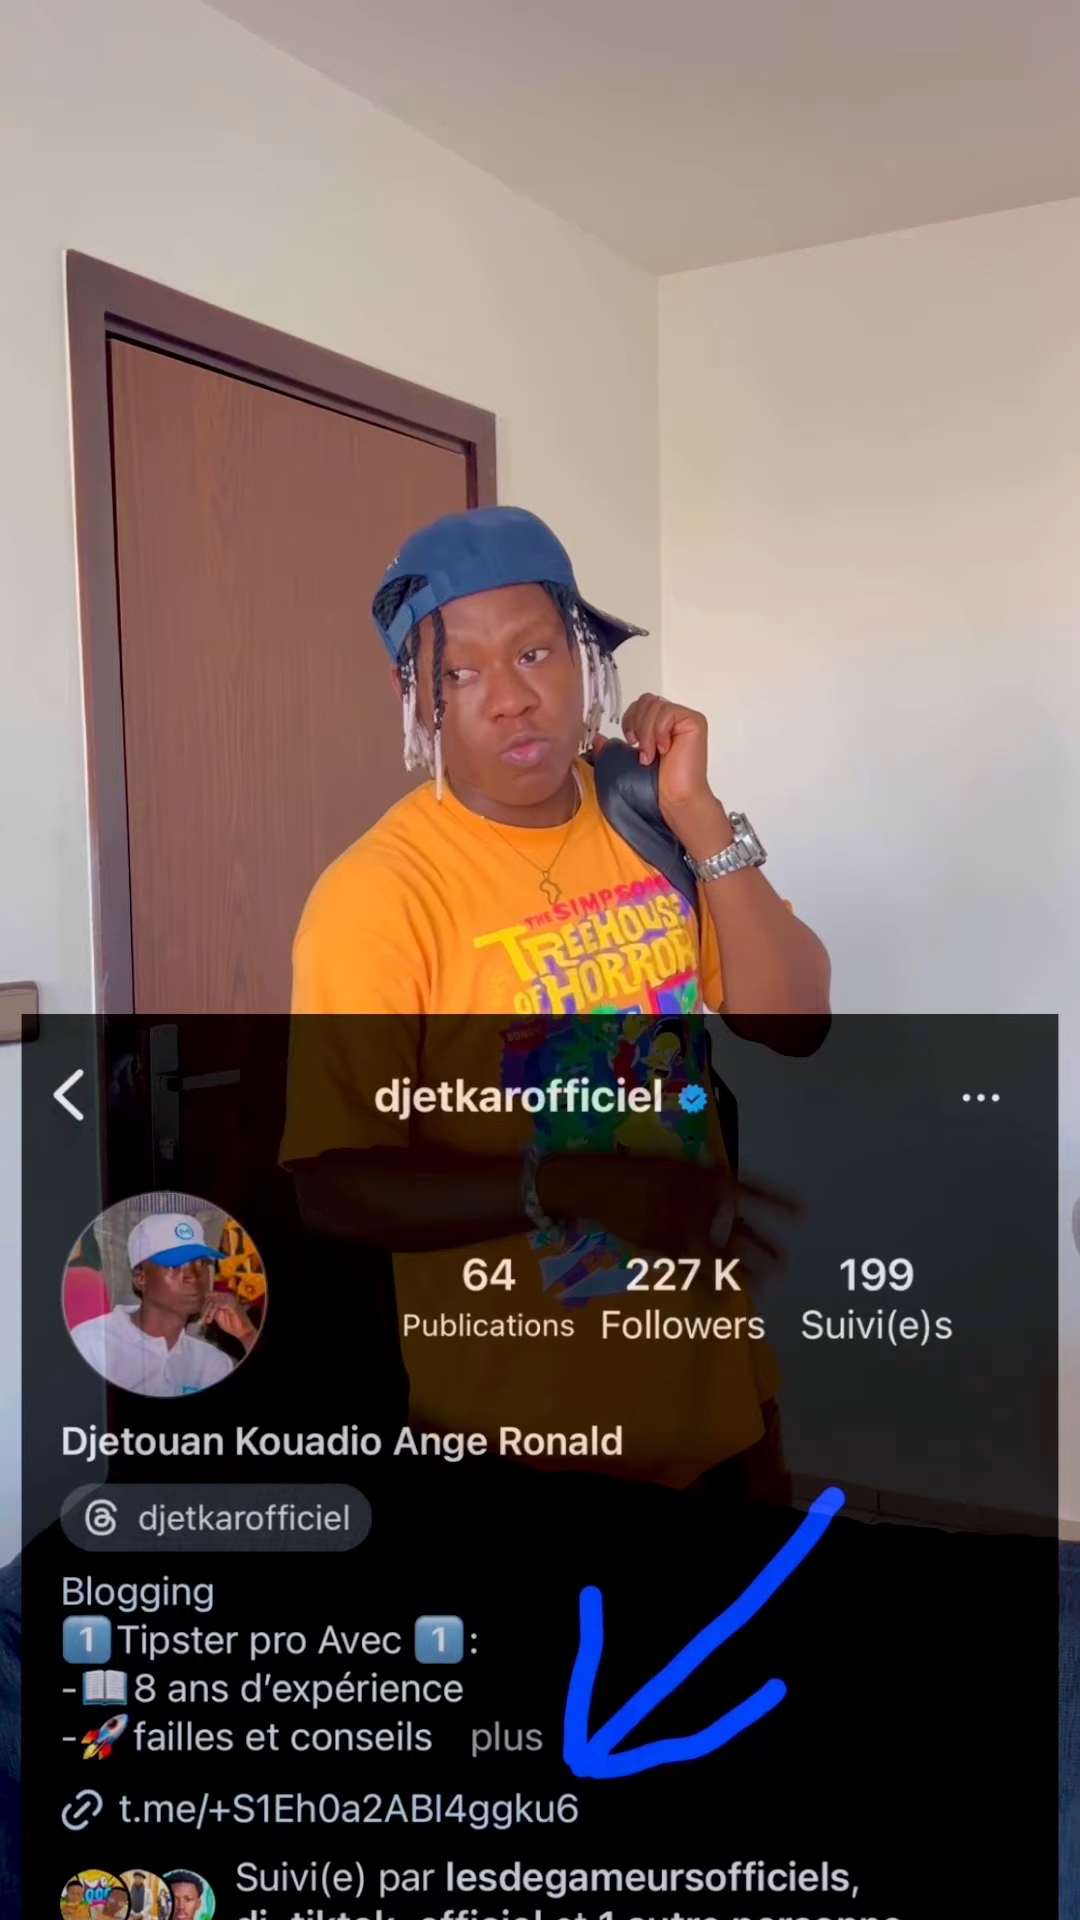 THE SIMPSONS
TREEHOUSE
OF HORROR
djetkarofficiel
64
Publications
227 K
Followers
199
Suivi(e)s
Djetouan Kouadio Ange Ronald
djetkarofficiel
Blogging
1️⃣Tipster pro Avec 1️⃣:
-📖8 ans d’expérience
-🚀failles et conseils plus
t.me/+S1Eh0a2ABI4ggku6
Suivi(e) par lesdegameursofficiels,